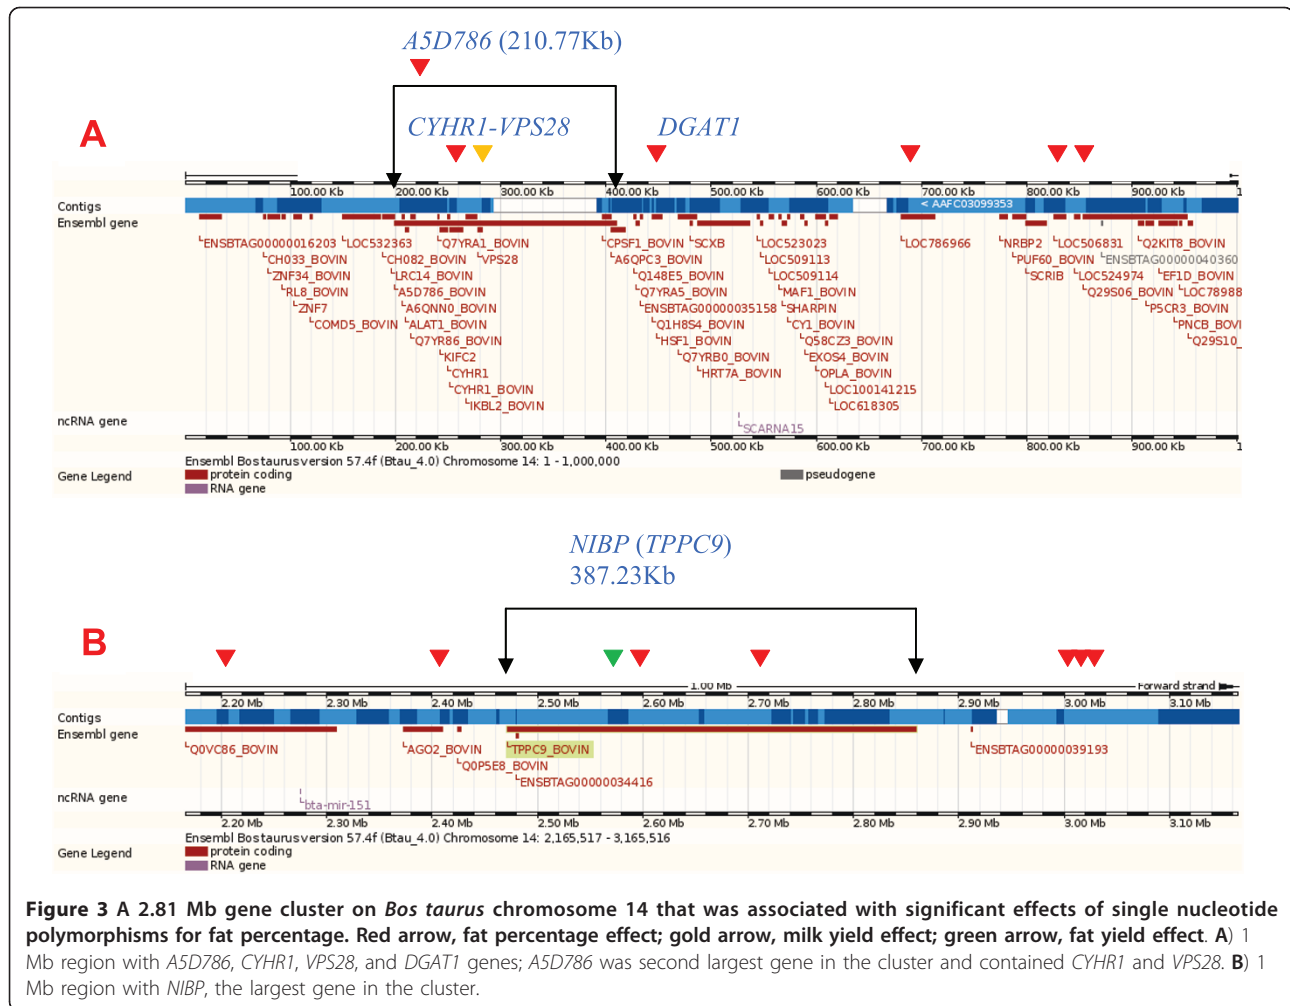 A5D786 (210.77Kb)
CYHR1-VPS28 DGAT1
A
100.00 Kb 200.00 Kb 300.00 Kb 400.00 Kb 500.00 Kb 600.00 Kb 700.00 Kb 800.00 Kb 900.00 Kb 1
Contigs < AAFC03099353
Ensembl gene
ENSBTAG00000016203 LOC532363 Q7YRA1_BOVIN CPSF1_BOVIN SCXB LOC523023 LOC786966 NRBP2 LOC506831 Q2KIT8_BOVIN
CH033_BOVIN CH082_BOVIN VPS28 A6QPC3_BOVIN LOC509113 PUF60_BOVIN ENSBTAG00000040360
ZNF34_BOVIN LRC14_BOVIN Q148E5_BOVIN LOC509114 SCRIB LOC524974 EF1D_BOVIN
RL8_BOVIN A5D786_BOVIN Q7YRA5_BOVIN MAF1_BOVIN Q29S06_BOVIN LOC78988
ZNF7 A6QNN0_BOVIN ENSBTAG00000035158 SHARPIN P5CR3_BOVIN
COMD5_BOVIN ALAT1_BOVIN Q1H8S4_BOVIN CY1_BOVIN PNCB_BOVI
Q7YR86_BOVIN HSF1_BOVIN Q58CZ3_BOVIN Q29S10_
KIFC2 Q7YRB0_BOVIN EXOS4_BOVIN
CYHR1 HRT7A_BOVIN OPLA_BOVIN
CYHR1_BOVIN LOC100141215
IKBL2_BOVIN LOC618305
ncRNA gene
SCARNA15
100.00 Kb 200.00 Kb 300.00 Kb 400.00 Kb 500.00 Kb 600.00 Kb 700.00 Kb 800.00 Kb 900.00 Kb 1
Ensembl Bos taurus version 57.4f (Btau_4.0) Chromosome 14: 1 - 1,000,000
Gene Legend protein coding pseudogene
RNA gene
NIBP (TPPC9)
387.23Kb
B
1.00 Mb Forward strand
2.20 Mb 2.30 Mb 2.40 Mb 2.50 Mb 2.60 Mb 2.70 Mb 2.80 Mb 2.90 Mb 3.00 Mb 3.10 Mb
Contigs
Ensembl gene
Q0VC86_BOVIN AGO2_BOVIN TPPC9_BOVIN ENSBTAG00000039193
Q0P5E8_BOVIN
ENSBTAG00000034416
ncRNA gene
bta-mir-151
2.20 Mb 2.30 Mb 2.40 Mb 2.50 Mb 2.60 Mb 2.70 Mb 2.80 Mb 2.90 Mb 3.00 Mb 3.10 Mb
Ensembl Bos taurus version 57.4f (Btau_4.0) Chromosome 14: 2,165,517 - 3,165,516
Gene Legend protein coding
RNA gene
Figure 3 A 2.81 Mb gene cluster on Bos taurus chromosome 14 that was associated with significant effects of single nucleotide
polymorphisms for fat percentage. Red arrow, fat percentage effect; gold arrow, milk yield effect; green arrow, fat yield effect. A) 1
Mb region with A5D786, CYHR1, VPS28, and DGAT1 genes; A5D786 was second largest gene in the cluster and contained CYHR1 and VPS28. B) 1
Mb region with NIBP, the largest gene in the cluster.